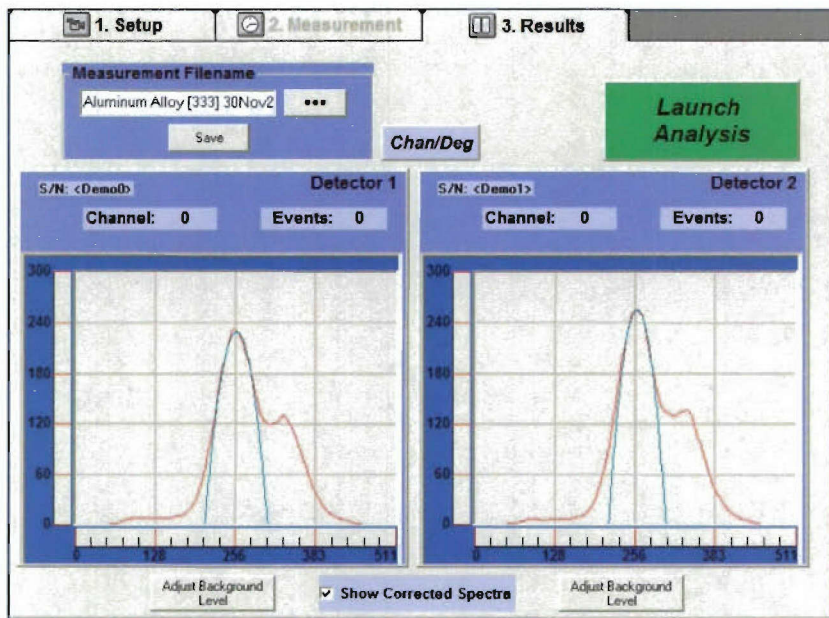 1. Setup
2. Measurement
3. Results
Measurement Filename
Aluminum Alloy [333] 30Nov2
•••
Save
Chan/Deg
Launch
Analysis
S/N: <Demo0>
Detector 1
Channel: 0
Events: 0
300
240
180
120
60
0
0 128 256 383 511
S/N: <Demo1>
Detector 2
Channel: 0
Events: 0
300
240
180
120
60
0
0 128 256 383 511
Adjust Background
Level
Show Corrected Spectra
Adjust Background
Level